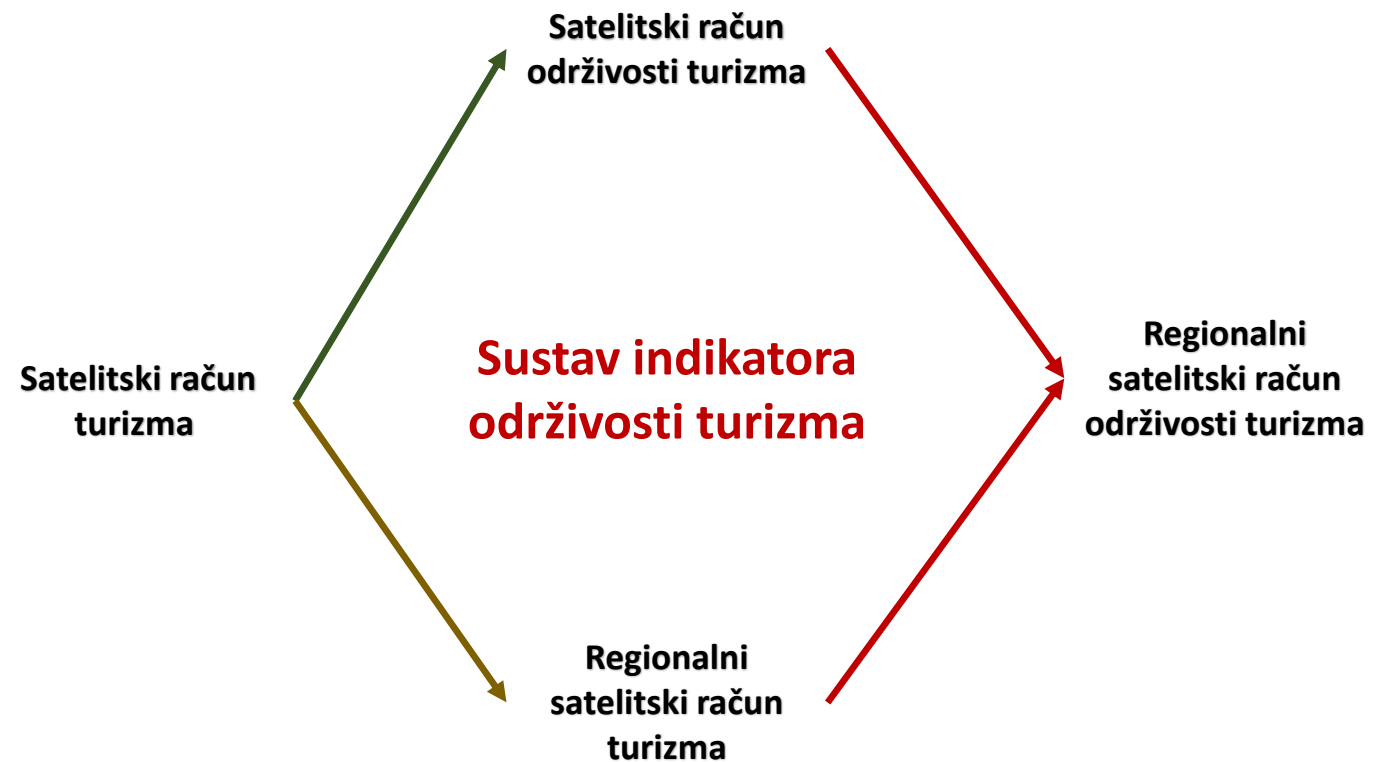 Satelitski račun
održivosti turizma
Satelitski račun
turizma
Sustav indikatora
održivosti turizma
Regionalni
satelitski račun
održivosti turizma
Regionalni
satelitski račun
turizma